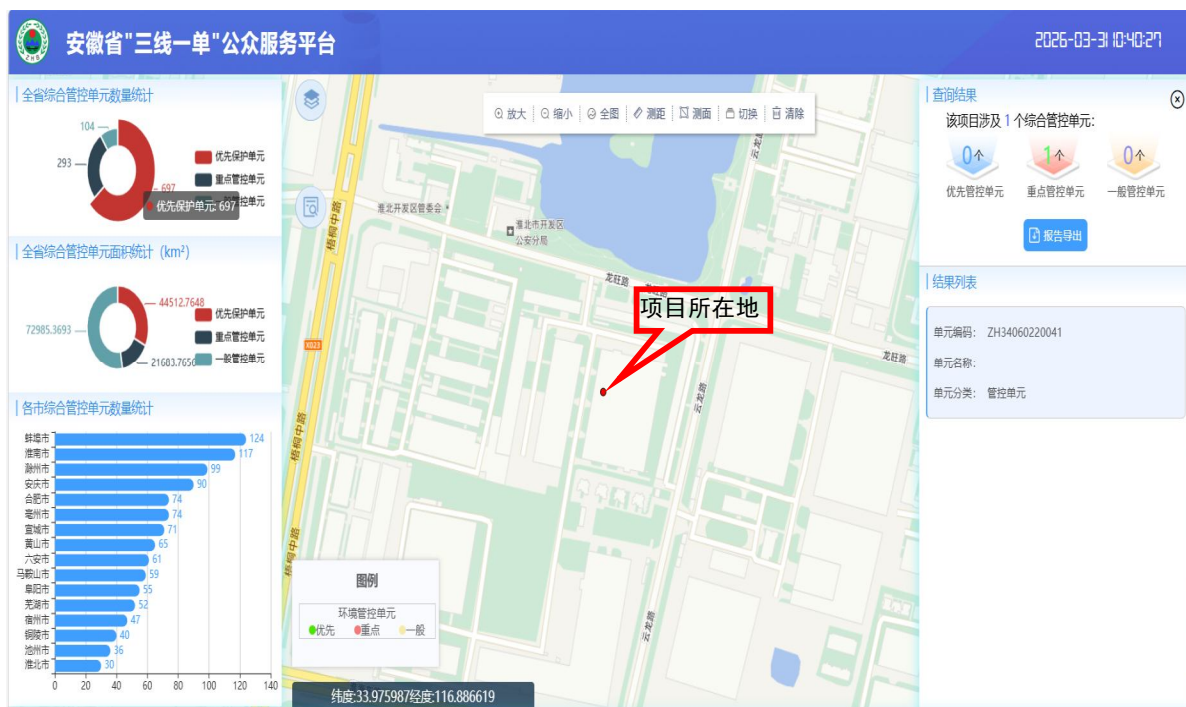 安徽省"三线一单"公众服务平台
2026-03-31 10:40:27
全省综合管控单元数量统计
104
293
697
优先保护单元
重点管控单元
管控单元
优先保护单元: 697
全省综合管控单元面积统计（km²）
44512.7648
72985.3693
优先保护单元
重点管控单元
一般管控单元
各市综合管控单元数量统计
蚌埠市 124
淮南市 117
滁州市 99
安庆市 90
合肥市 74
亳州市 74
宣城市 71
黄山市 65
六安市 61
马鞍山市 59
阜阳市 55
芜湖市 52
宿州市 47
铜陵市 40
池州市 36
淮北市 30
0 20 40 60 80 100 120 140
放大 缩小 全图 测距 测面 切换 清除
云龙路
梧桐中路
淮北开发区管委会
淮北市开发区
公安分局
龙旺路
项目所在地
X023
龙旺路
云龙路
梧桐中路
梧桐中路
云龙路
图例
环境管控单元
优先 重点 一般
纬度:33.975987经度:116.886619
查询结果
该项目涉及 1 个综合管控单元:
0个 1个 0个
优先管控单元 重点管控单元 一般管控单元
报告导出
结果列表
单元编码: ZH34060220041
单元名称:
单元分类: 管控单元